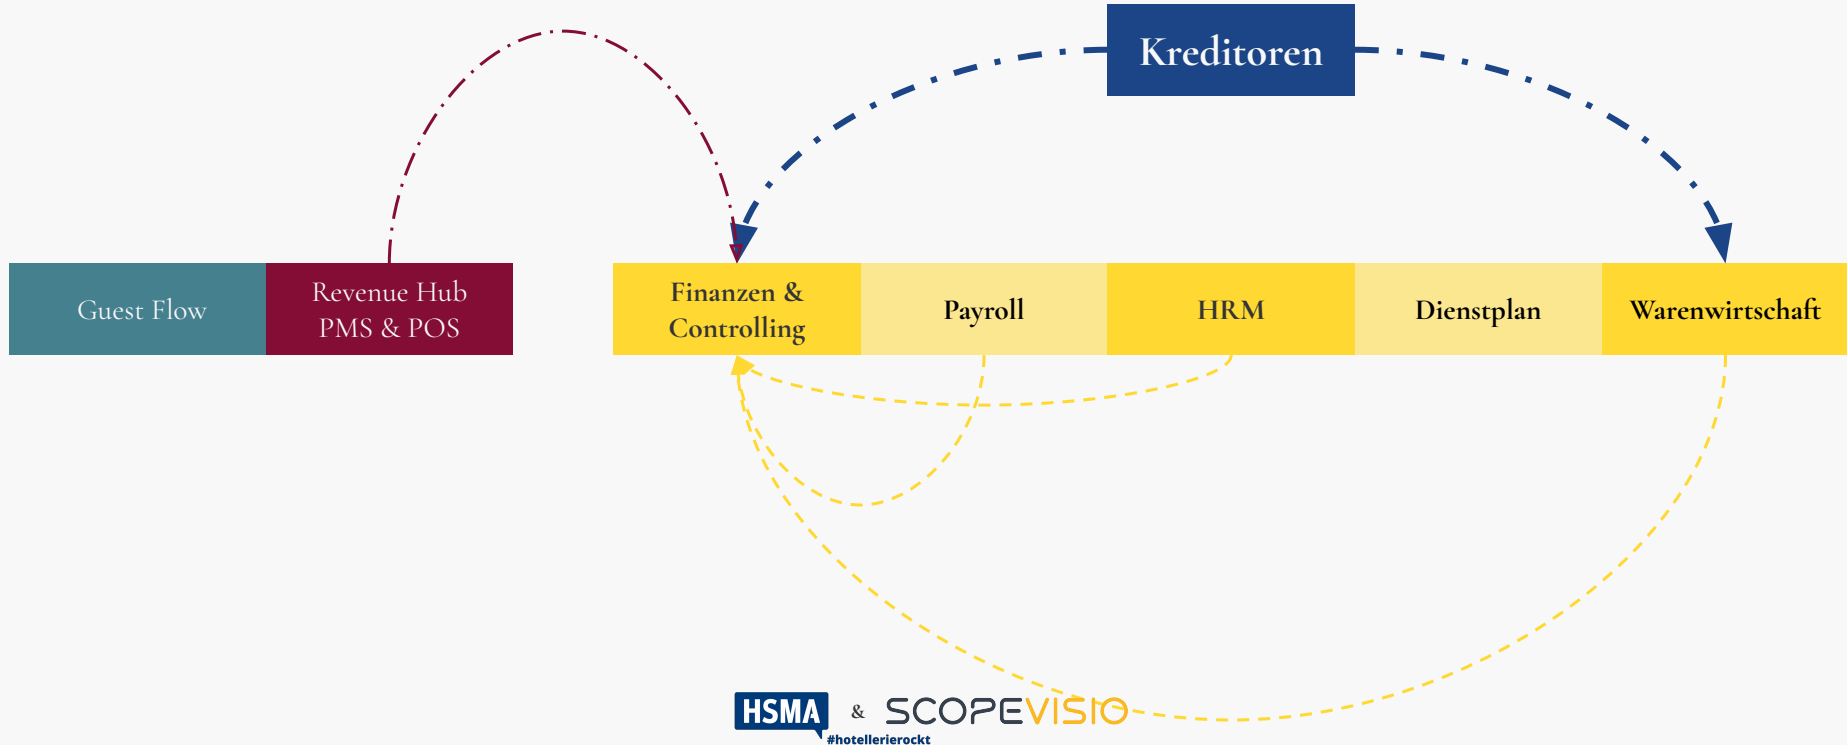 Kreditoren
Guest Flow
Revenue Hub
PMS & POS
Finanzen &
Controlling
Payroll
HRM
Dienstplan
Warenwirtschaft
HSMA & SCOPEVISIO
#hotellerierockt